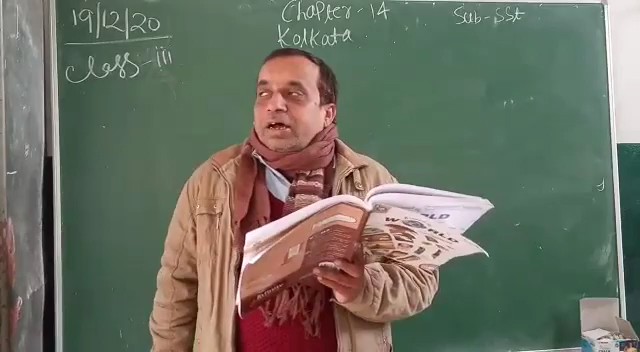 19/12/20
Class - iii
Chapter - 14
Kolkata
Sub - SSt
WORLD